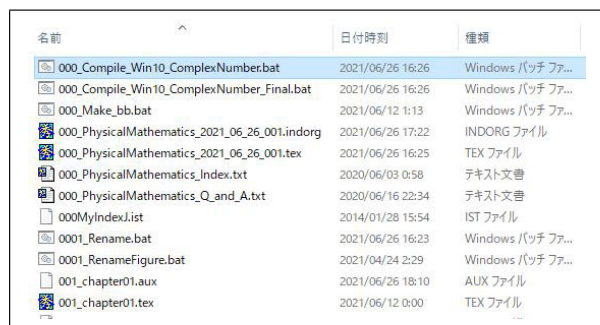 名前 日付時刻 種類
000_Compile_Win10_ComplexNumber.bat 2021/06/26 16:26 Windows バッチ ファ...
000_Compile_Win10_ComplexNumber_Final.bat 2021/06/26 16:26 Windows バッチ ファ...
000_Make_bb.bat 2021/06/12 1:13 Windows バッチ ファ...
000_PhysicalMathematics_2021_06_26_001.indorg 2021/06/26 17:22 INDORG ファイル
000_PhysicalMathematics_2021_06_26_001.tex 2021/06/26 16:25 TEX ファイル
000_PhysicalMathematics_Index.txt 2020/06/03 0:58 テキスト文書
000_PhysicalMathematics_Q_and_A.txt 2020/06/16 22:34 テキスト文書
000MyIndexJ.ist 2014/01/28 15:54 IST ファイル
0001_Rename.bat 2021/06/26 16:23 Windows バッチ ファ...
0001_RenameFigure.bat 2021/04/24 2:29 Windows バッチ ファ...
001_chapter01.aux 2021/06/26 18:10 AUX ファイル
001_chapter01.tex 2021/06/12 0:00 TEX ファイル